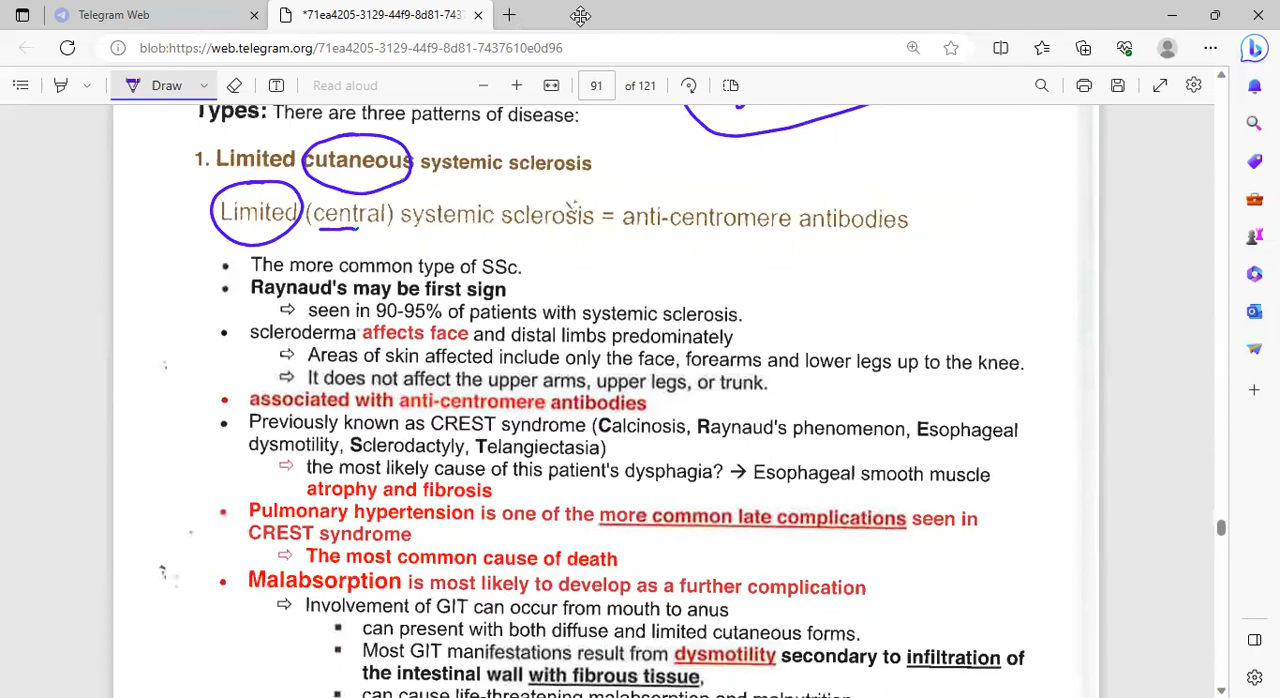 Telegram Web
*71ea4205-3129-44f9-8d81-7437
blob:https://web.telegram.org/71ea4205-3129-44f9-8d81-7437610e0d96
Draw
Read aloud
91 of 121
Types: There are three patterns of disease:
1. Limited cutaneous systemic sclerosis
Limited (central) systemic sclerosis = anti-centromere antibodies
• The more common type of SSc.
• Raynaud's may be first sign
⇨ seen in 90-95% of patients with systemic sclerosis.
• scleroderma affects face and distal limbs predominately
⇨ Areas of skin affected include only the face, forearms and lower legs up to the knee.
⇨ It does not affect the upper arms, upper legs, or trunk.
• associated with anti-centromere antibodies
• Previously known as CREST syndrome (Calcinosis, Raynaud's phenomenon, Esophageal
dysmotility, Sclerodactyly, Telangiectasia)
⇨ the most likely cause of this patient's dysphagia? → Esophageal smooth muscle
atrophy and fibrosis
• Pulmonary hypertension is one of the more common late complications seen in
CREST syndrome
⇨ The most common cause of death
• Malabsorption is most likely to develop as a further complication
⇨ Involvement of GIT can occur from mouth to anus
▪ can present with both diffuse and limited cutaneous forms.
▪ Most GIT manifestations result from dysmotility secondary to infiltration of
the intestinal wall with fibrous tissue,
▪ can cause life-threatening malabsorption and malnutrition